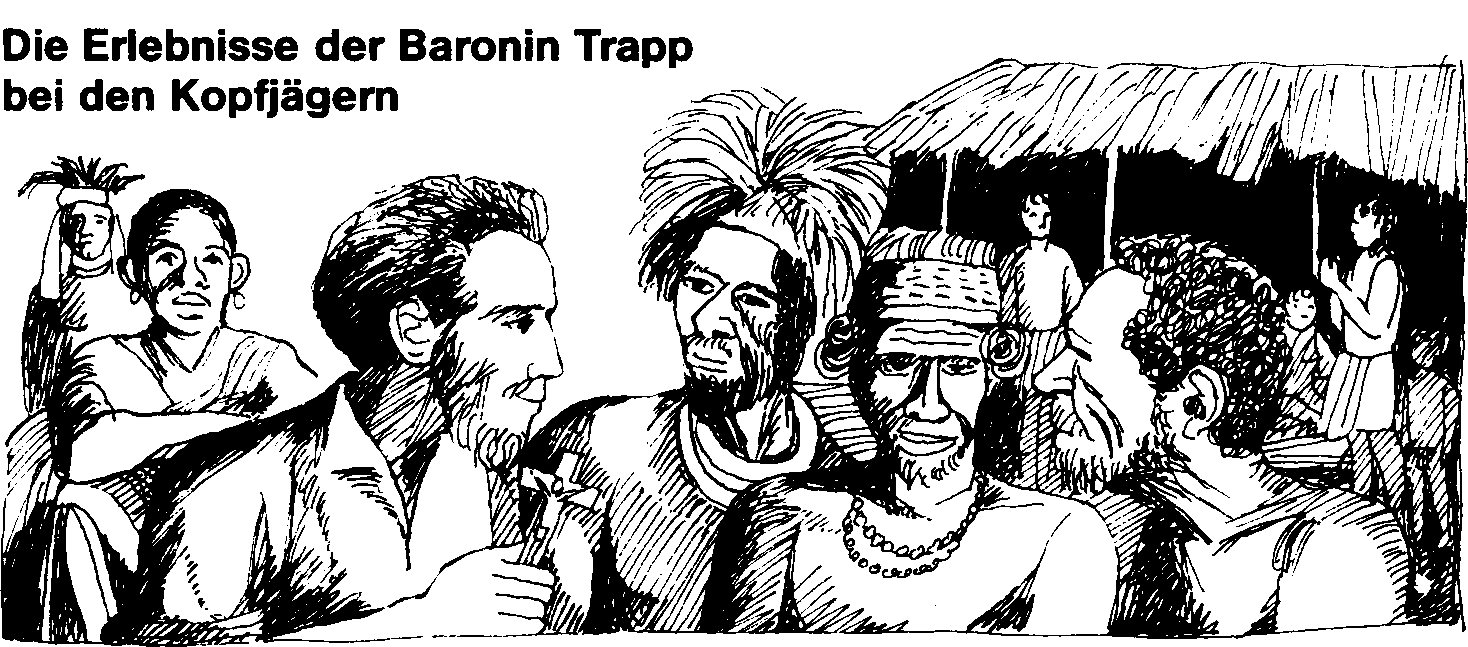 Die Erlebnisse der Baronin Trapp
bei den Kopfjägern